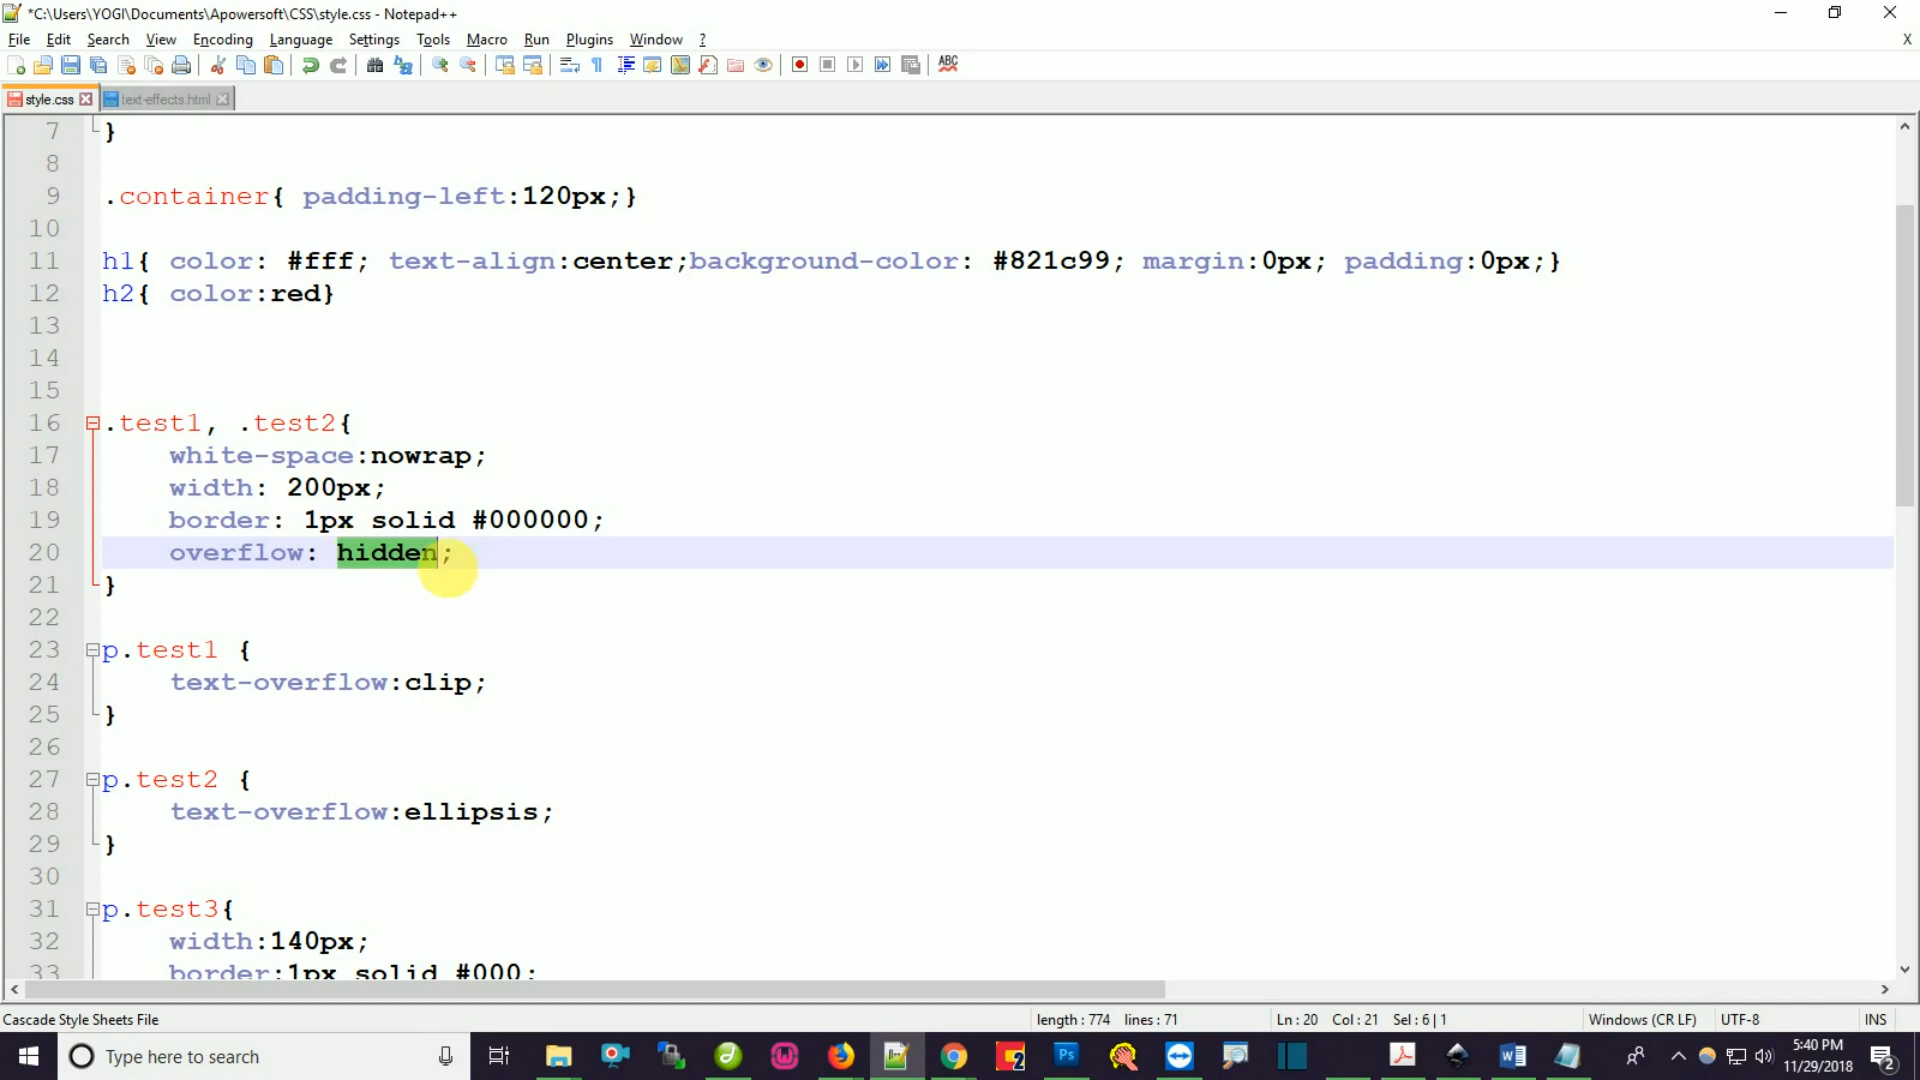 *C:\Users\YOGI\Documents\Apowersoft\CSS\style.css - Notepad++
File Edit Search View Encoding Language Settings Tools Macro Run Plugins Window ? X
ABC
style.css text-effects.html
7 }
8
9 .container{ padding-left:120px;}
10
11 h1{ color: #fff; text-align:center;background-color: #821c99; margin:0px; padding:0px;}
12 h2{ color:red}
13
14
15
16 .test1, .test2{
17 white-space:nowrap;
18 width: 200px;
19 border: 1px solid #000000;
20 overflow: hidden;
21 }
22
23 p.test1 {
24 text-overflow:clip;
25 }
26
27 p.test2 {
28 text-overflow:ellipsis;
29 }
30
31 p.test3{
32 width:140px;
33 border:1px solid #000;
Cascade Style Sheets File length : 774 lines : 71 Ln : 20 Col : 21 Sel : 6 | 1 Windows (CR LF) UTF-8 INS
Type here to search 2 Ps 5:40 PM
11/29/2018 2